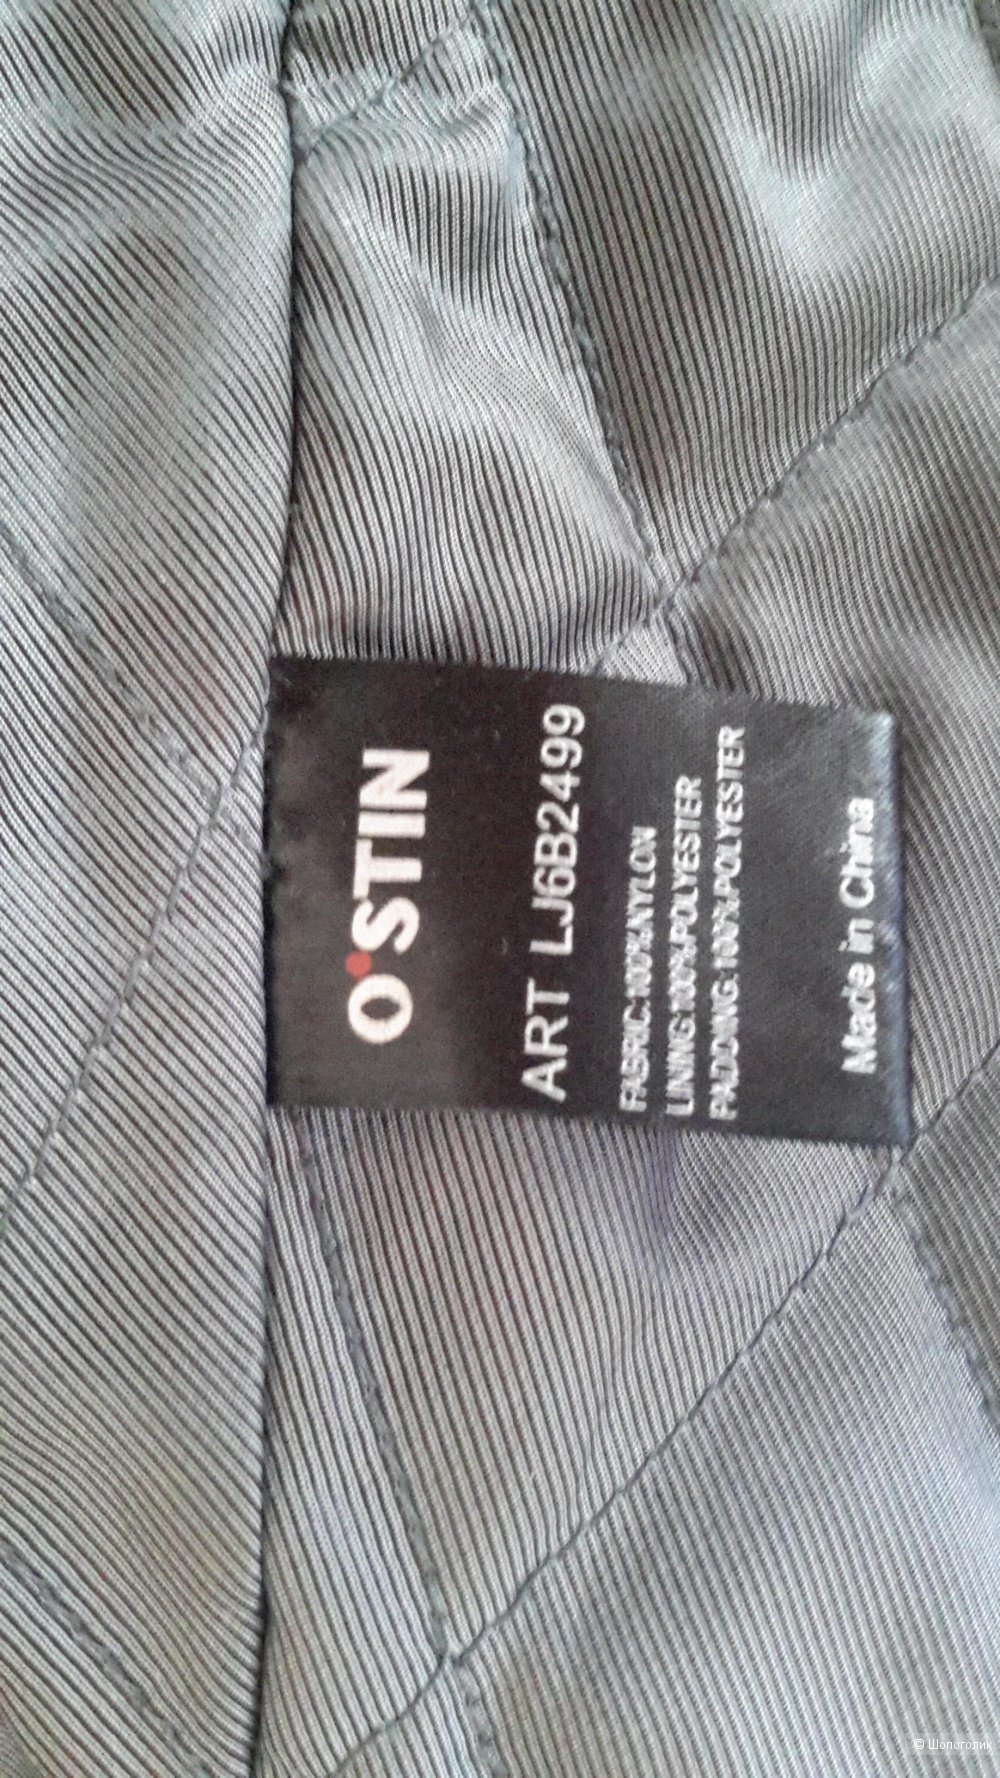 O'STIN
ART LJ6B2499
FABRIC:100%NYLON
LINING:100%POLYESTER
PADDING:100%POLYESTER
Made in China
© Шопоголик